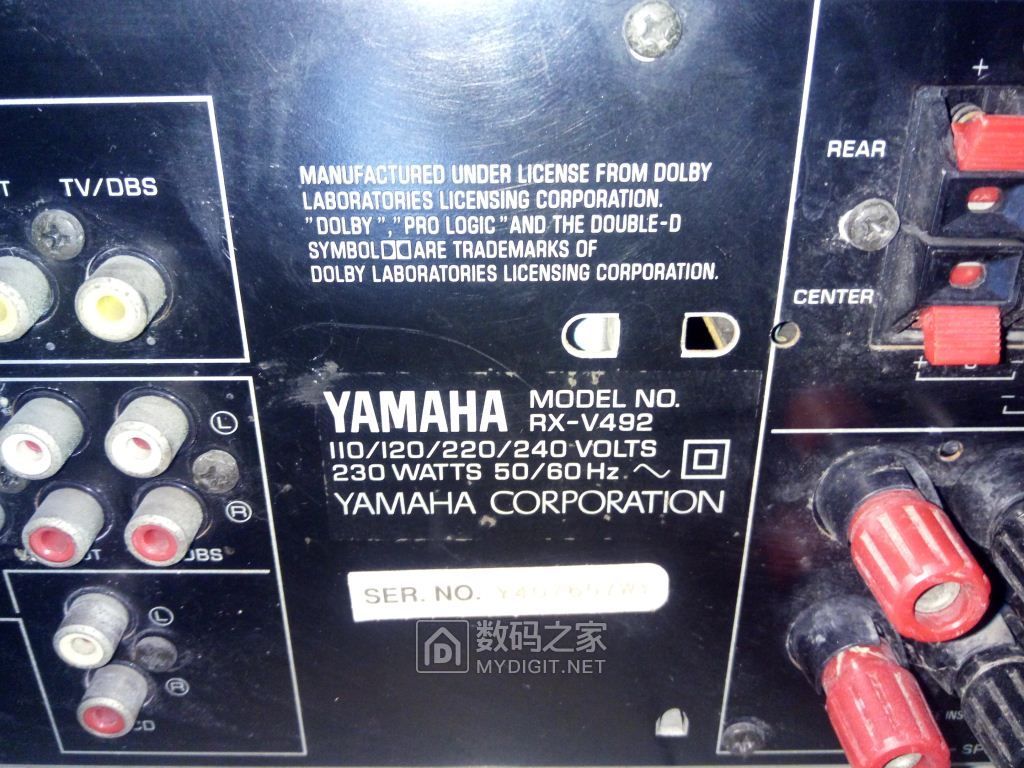 TV/DBS
MANUFACTURED UNDER LICENSE FROM DOLBY
LABORATORIES LICENSING CORPORATION.
"DOLBY","PRO LOGIC"AND THE DOUBLE-D
SYMBOL ARE TRADEMARKS OF
DOLBY LABORATORIES LICENSING CORPORATION.
+
REAR
CENTER
YAMAHA MODEL NO.
RX-V492
110/120/220/240 VOLTS
230 WATTS 50/60 Hz ~
YAMAHA CORPORATION
L
R
DBS
SER. NO.
L
R
CD
数码之家
MYDIGIT.NET